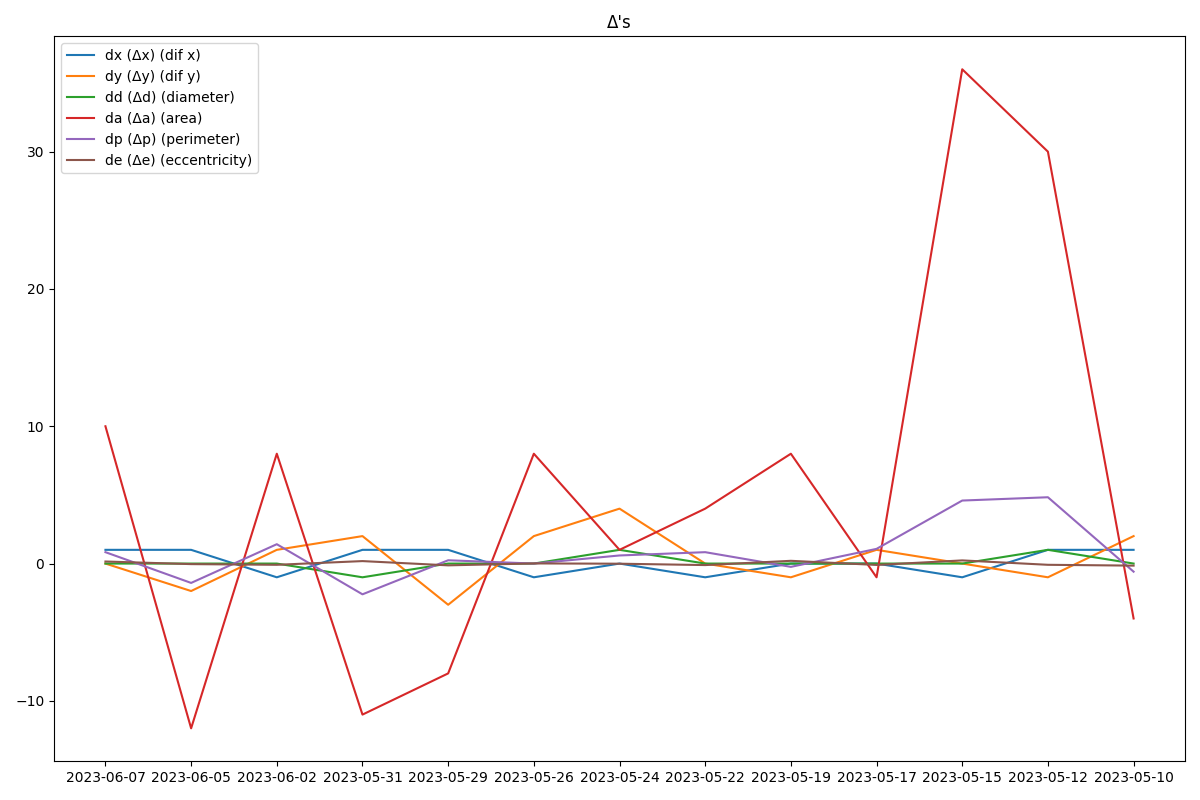 Δ's
dx (Δx) (dif x)
dy (Δy) (dif y)
dd (Δd) (diameter)
da (Δa) (area)
dp (Δp) (perimeter)
de (Δe) (eccentricity)
30
20
10
0
−10
2023-06-07 2023-06-05 2023-06-02 2023-05-31 2023-05-29 2023-05-26 2023-05-24 2023-05-22 2023-05-19 2023-05-17 2023-05-15 2023-05-12 2023-05-10